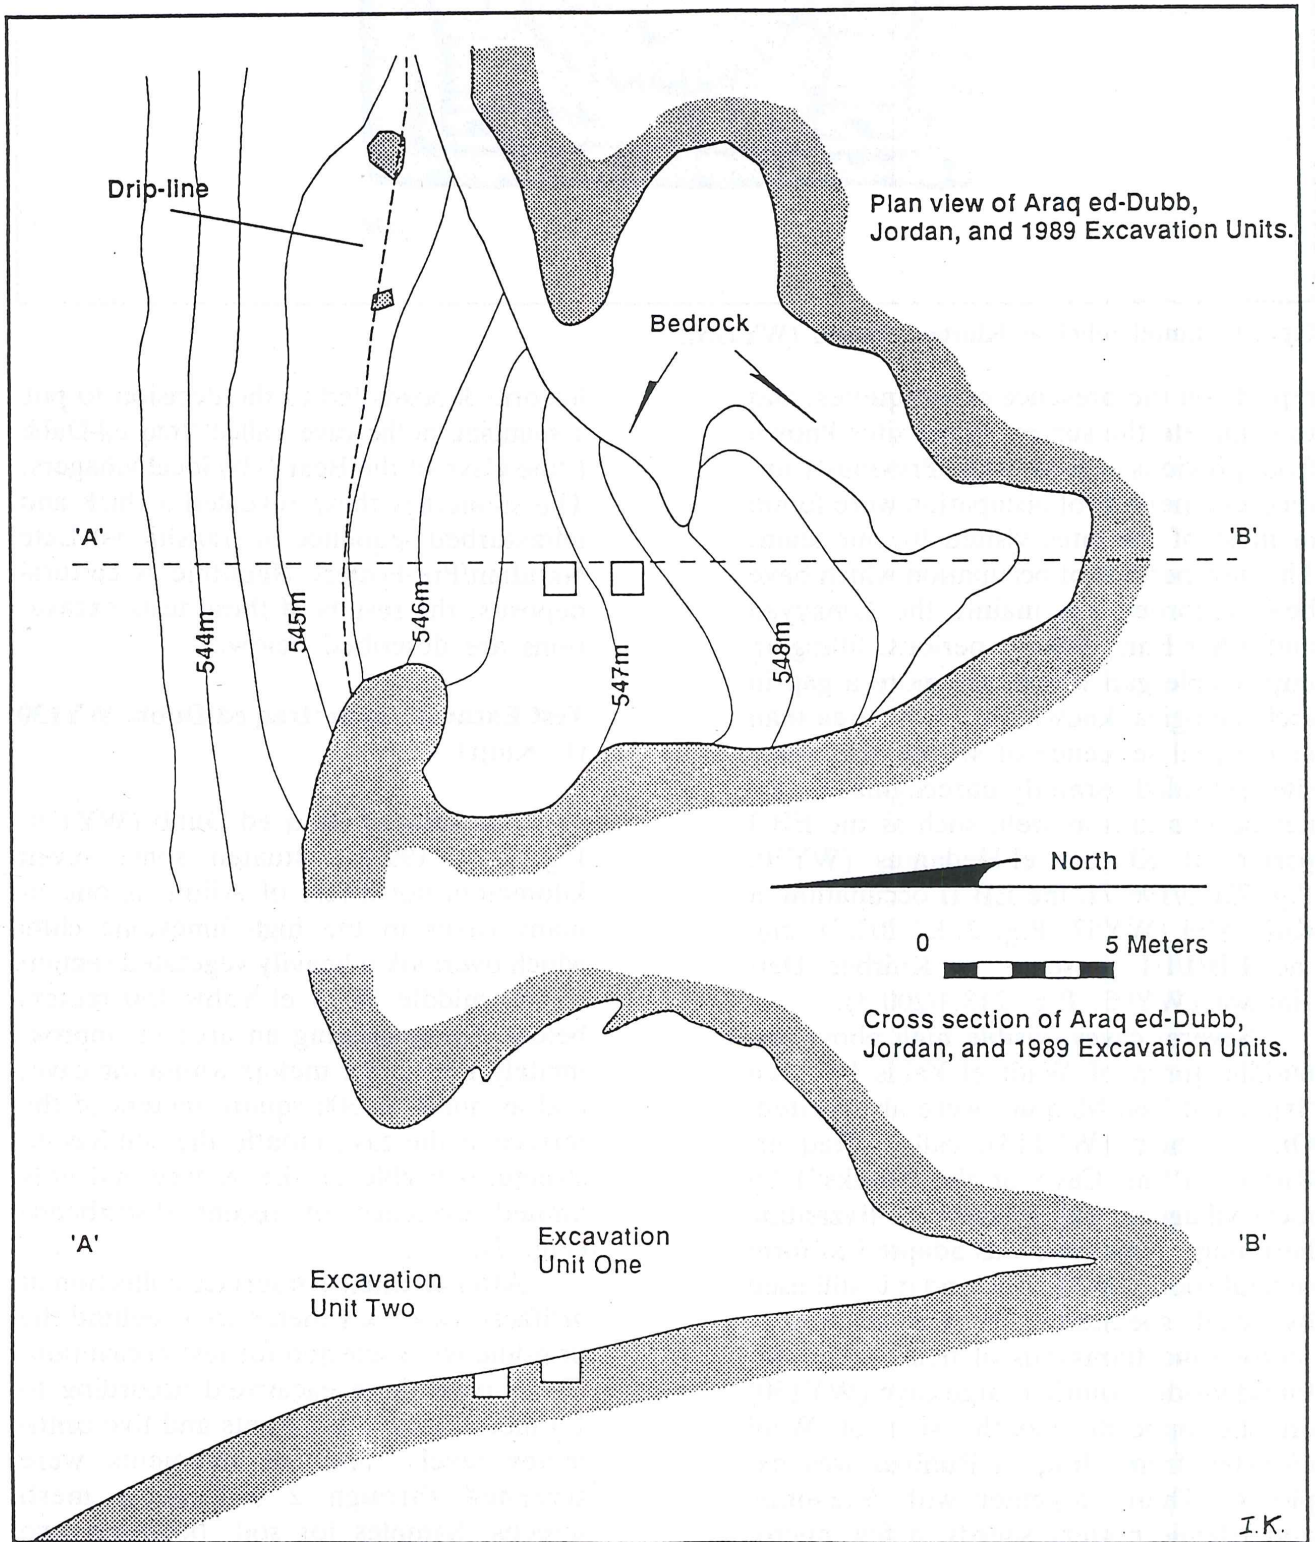 Drip-line
Plan view of Araq ed-Dubb,
Jordan, and 1989 Excavation Units.
Bedrock
'A'
'B'
544m
545m
546m
547m
548m
North
0 5 Meters
Cross section of Araq ed-Dubb,
Jordan, and 1989 Excavation Units.
'A'
'B'
Excavation
Unit One
Excavation
Unit Two
I.K.